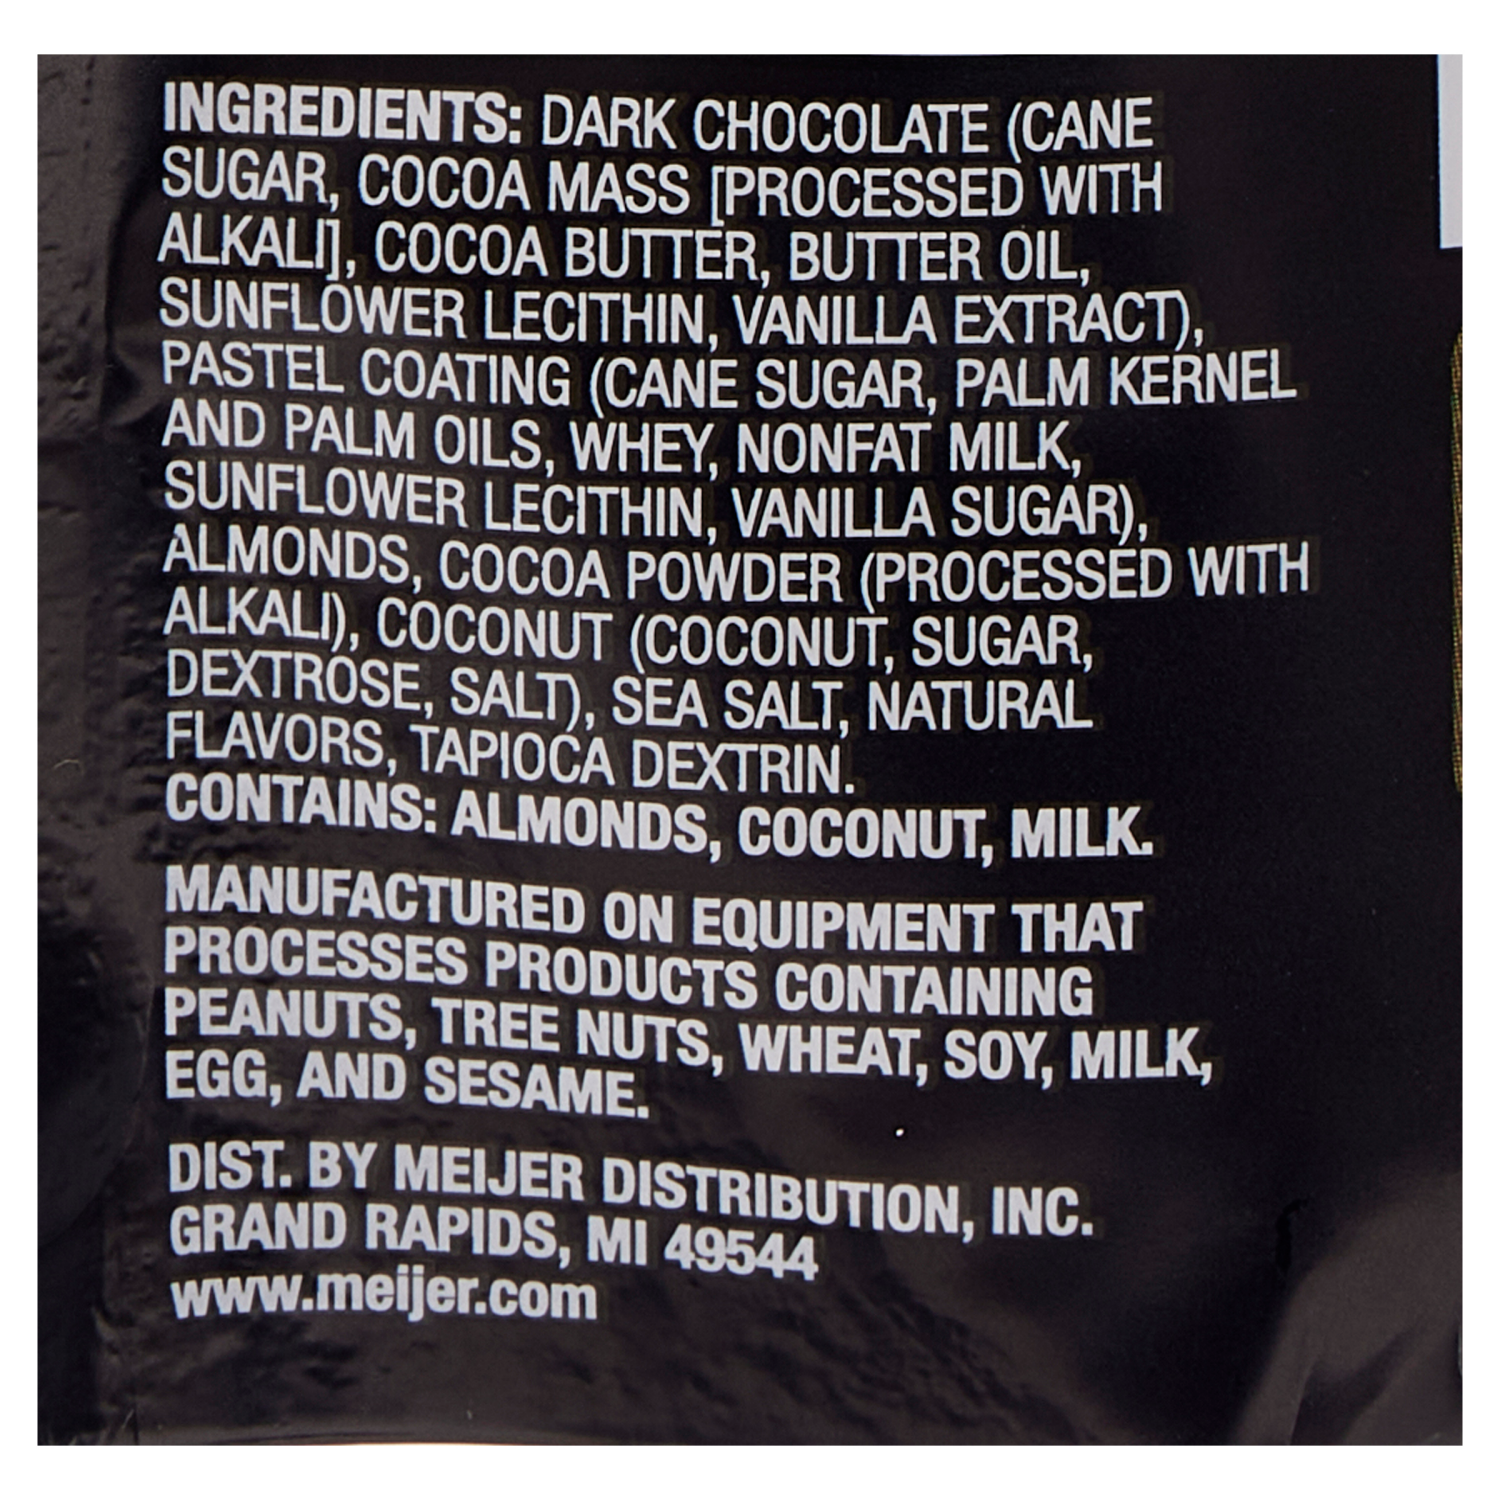 INGREDIENTS: DARK CHOCOLATE (CANE
SUGAR, COCOA MASS [PROCESSED WITH
ALKALI], COCOA BUTTER, BUTTER OIL,
SUNFLOWER LECITHIN, VANILLA EXTRACT),
PASTEL COATING (CANE SUGAR, PALM KERNEL
AND PALM OILS, WHEY, NONFAT MILK,
SUNFLOWER LECITHIN, VANILLA SUGAR),
ALMONDS, COCOA POWDER (PROCESSED WITH
ALKALI), COCONUT (COCONUT, SUGAR,
DEXTROSE, SALT), SEA SALT, NATURAL
FLAVORS, TAPIOCA DEXTRIN.
CONTAINS: ALMONDS, COCONUT, MILK.
MANUFACTURED ON EQUIPMENT THAT
PROCESSES PRODUCTS CONTAINING
PEANUTS, TREE NUTS, WHEAT, SOY, MILK,
EGG, AND SESAME.
DIST. BY MEIJER DISTRIBUTION, INC.
GRAND RAPIDS, MI 49544
www.meijer.com